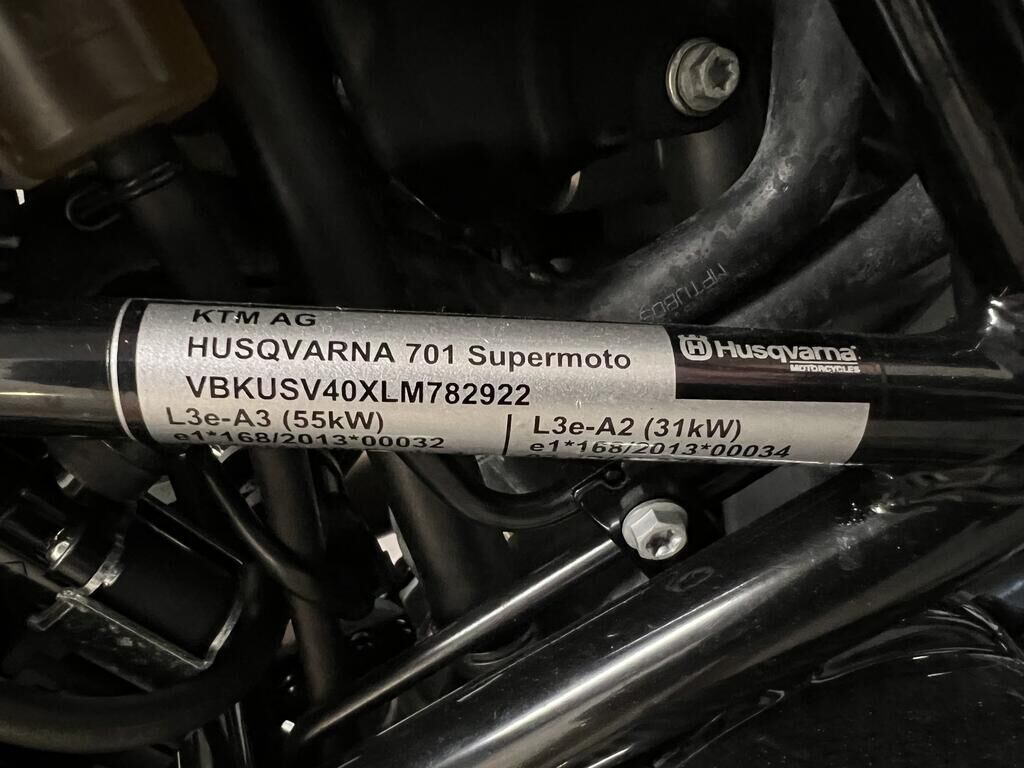 KTM AG
HUSQVARNA 701 Supermoto
VBKUSV40XLM782922
L3e-A3 (55kW)
e1*168/2013*00032
L3e-A2 (31kW)
e1*168/2013*00034
H Husqvarna
MOTORCYCLES